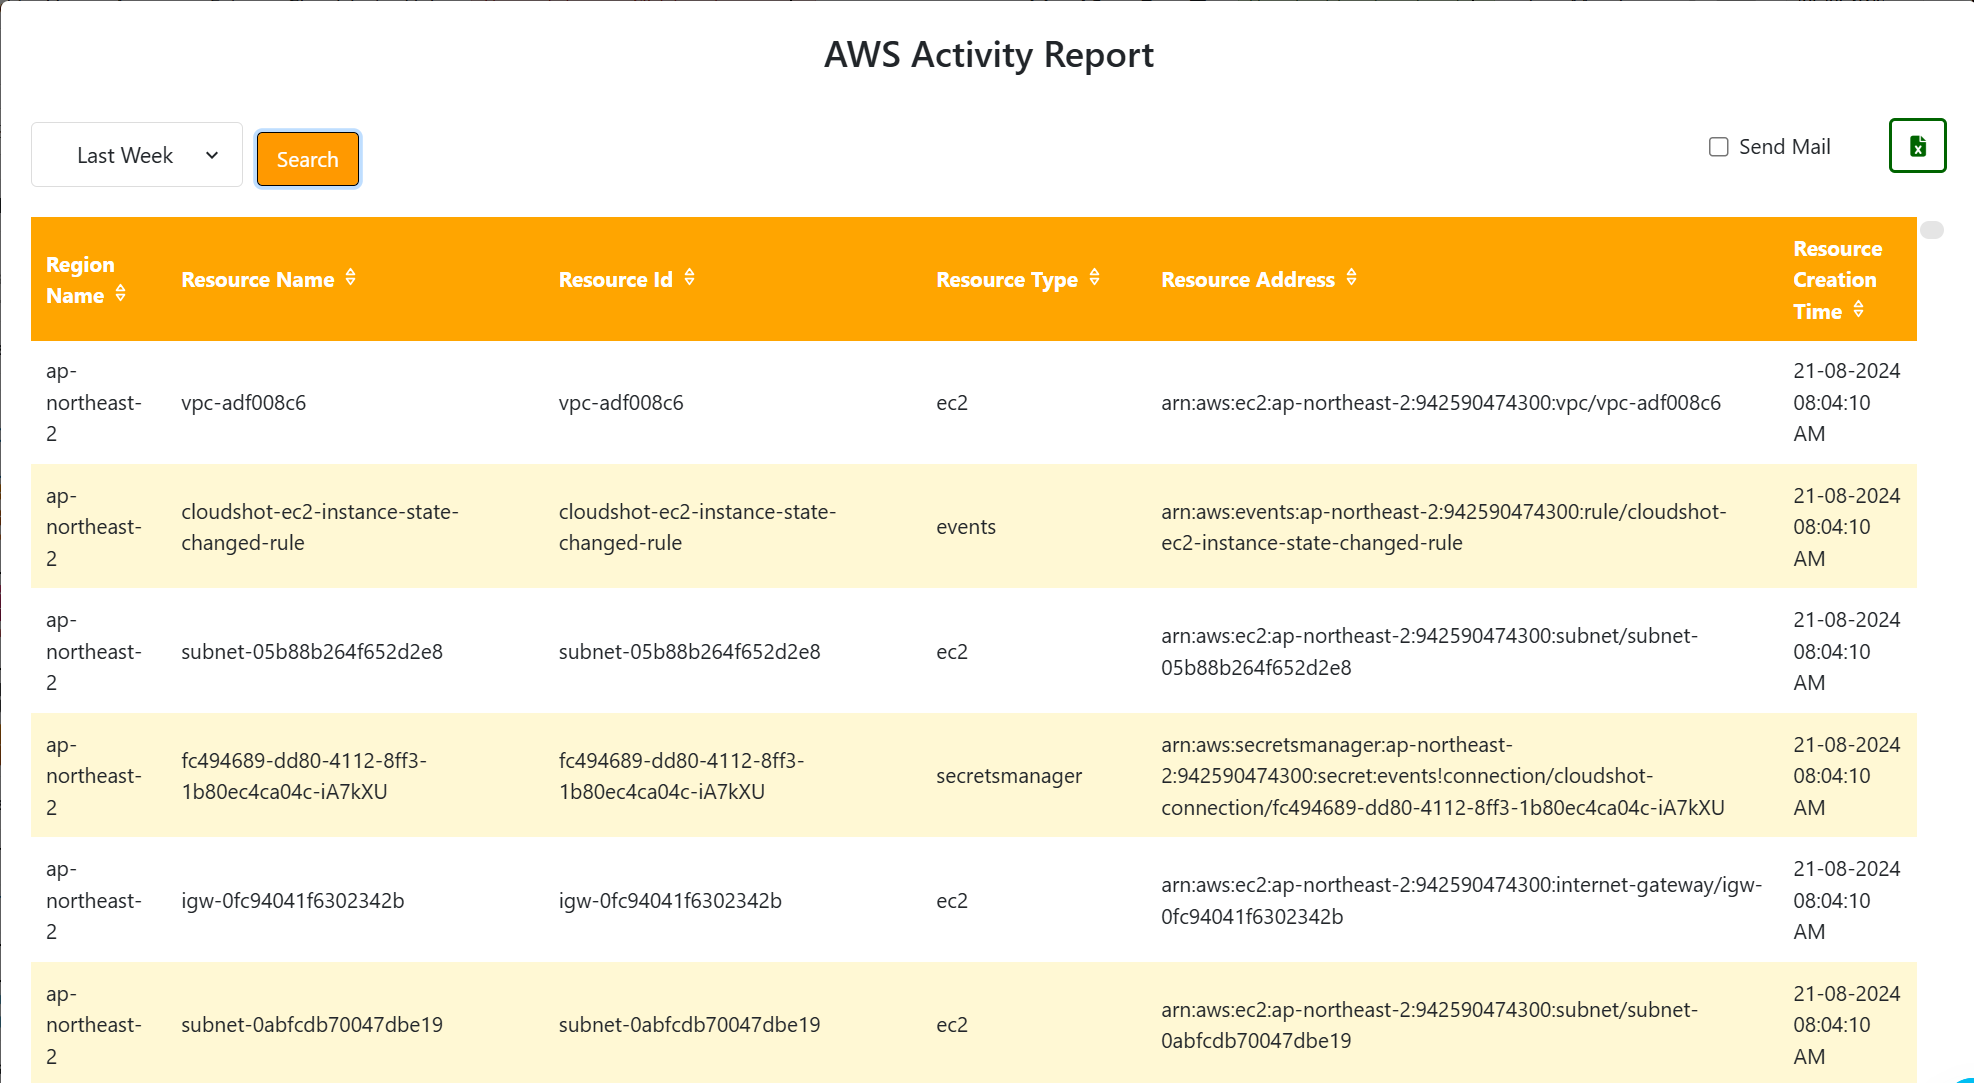 AWS Activity Report
Last Week
Search
Send Mail
Region
Name
Resource Name
Resource Id
Resource Type
Resource Address
Resource
Creation
Time
ap-
northeast-
2
vpc-adf008c6
vpc-adf008c6
ec2
arn:aws:ec2:ap-northeast-2:942590474300:vpc/vpc-adf008c6
21-08-2024
08:04:10
AM
ap-
northeast-
2
cloudshot-ec2-instance-state-
changed-rule
cloudshot-ec2-instance-state-
changed-rule
events
arn:aws:events:ap-northeast-2:942590474300:rule/cloudshot-
ec2-instance-state-changed-rule
21-08-2024
08:04:10
AM
ap-
northeast-
2
subnet-05b88b264f652d2e8
subnet-05b88b264f652d2e8
ec2
arn:aws:ec2:ap-northeast-2:942590474300:subnet/subnet-
05b88b264f652d2e8
21-08-2024
08:04:10
AM
ap-
northeast-
2
fc494689-dd80-4112-8ff3-
1b80ec4ca04c-iA7kXU
fc494689-dd80-4112-8ff3-
1b80ec4ca04c-iA7kXU
secretsmanager
arn:aws:secretsmanager:ap-northeast-
2:942590474300:secret:events!connection/cloudshot-
connection/fc494689-dd80-4112-8ff3-1b80ec4ca04c-iA7kXU
21-08-2024
08:04:10
AM
ap-
northeast-
2
igw-0fc94041f6302342b
igw-0fc94041f6302342b
ec2
arn:aws:ec2:ap-northeast-2:942590474300:internet-gateway/igw-
0fc94041f6302342b
21-08-2024
08:04:10
AM
ap-
northeast-
2
subnet-0abfcdb70047dbe19
subnet-0abfcdb70047dbe19
ec2
arn:aws:ec2:ap-northeast-2:942590474300:subnet/subnet-
0abfcdb70047dbe19
21-08-2024
08:04:10
AM